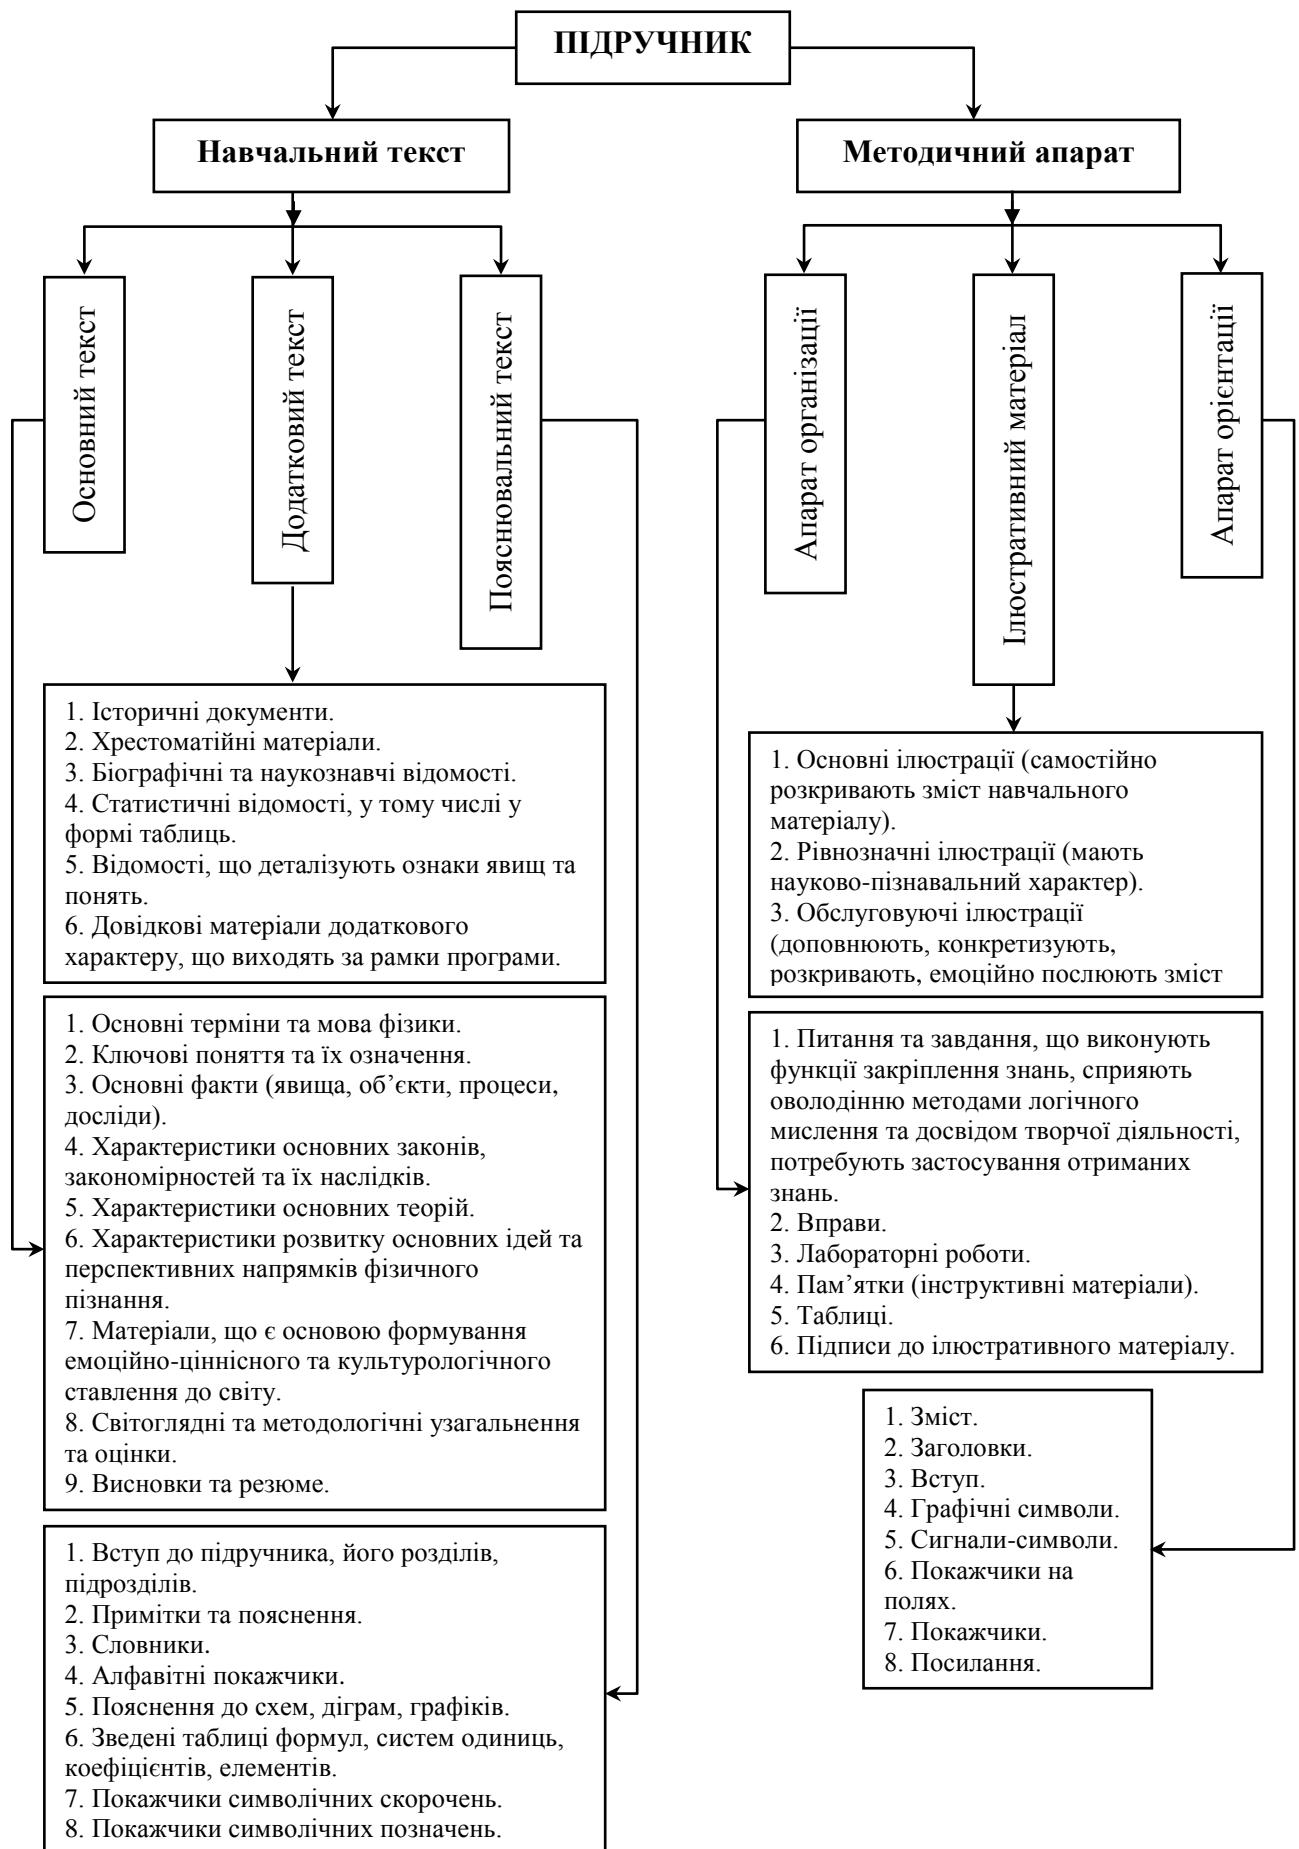 ПІДРУЧНИК
Навчальний текст
Методичний апарат
Основний текст
Додатковий текст
Пояснювальний текст
Апарат організації
Ілюстративний матеріал
Апарат орієнтації
1. Історичні документи.
2. Хрестоматійні матеріали.
3. Біографічні та наукознавчі відомості.
4. Статистичні відомості, у тому числі у
формі таблиць.
5. Відомості, що деталізують ознаки явищ та
понять.
6. Довідкові матеріали додаткового
характеру, що виходять за рамки програми.
1. Основні терміни та мова фізики.
2. Ключові поняття та їх означення.
3. Основні факти (явища, об’єкти, процеси,
досліди).
4. Характеристики основних законів,
закономірностей та їх наслідків.
5. Характеристики основних теорій.
6. Характеристики розвитку основних ідей та
перспективних напрямків фізичного
пізнання.
7. Матеріали, що є основою формування
емоційно-ціннісного та культурологічного
ставлення до світу.
8. Світоглядні та методологічні узагальнення
та оцінки.
9. Висновки та резюме.
1. Вступ до підручника, його розділів,
підрозділів.
2. Примітки та пояснення.
3. Словники.
4. Алфавітні покажчики.
5. Пояснення до схем, діграм, графіків.
6. Зведені таблиці формул, систем одиниць,
коефіцієнтів, елементів.
7. Покажчики символічних скорочень.
8. Покажчики символічних позначень.
1. Основні ілюстрації (самостійно
розкривають зміст навчального
матеріалу).
2. Рівнозначні ілюстрації (мають
науково-пізнавальний характер).
3. Обслуговуючі ілюстрації
(доповнюють, конкретизують,
розкривають, емоційно послюють зміст
1. Питання та завдання, що виконують
функції закріплення знань, сприяють
оволодінню методами логічного
мислення та досвідом творчої діяльності,
потребують застосування отриманих
знань.
2. Вправи.
3. Лабораторні роботи.
4. Пам’ятки (інструктивні матеріали).
5. Таблиці.
6. Підписи до ілюстративного матеріалу.
1. Зміст.
2. Заголовки.
3. Вступ.
4. Графічні символи.
5. Сигнали-символи.
6. Покажчики на
полях.
7. Покажчики.
8. Посилання.